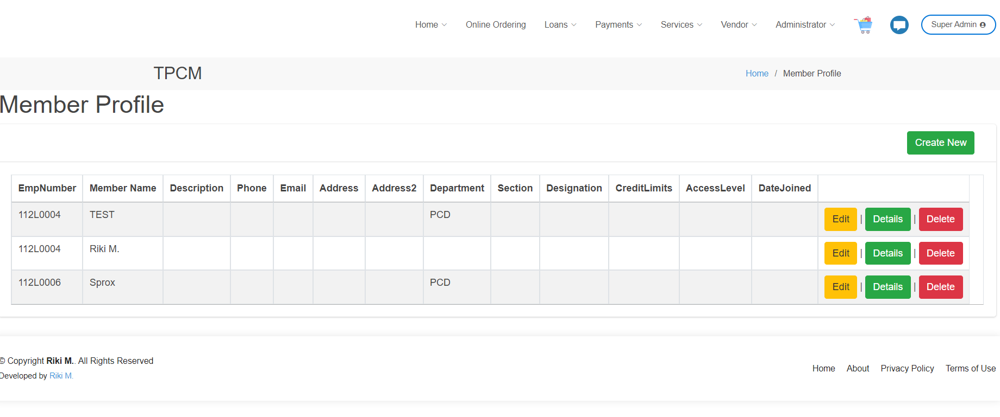 Home Online Ordering Loans Payments Services Vendor Administrator Super Admin
TPCM Home / Member Profile
Member Profile
Create New
EmpNumber Member Name Description Phone Email Address Address2 Department Section Designation CreditLimits AccessLevel DateJoined
112L0004 TEST PCD Edit | Details | Delete
112L0004 Riki M. Edit | Details | Delete
112L0006 Sprox PCD Edit | Details | Delete
© Copyright Riki M.. All Rights Reserved
Developed by Riki M.
Home About Privacy Policy Terms of Use